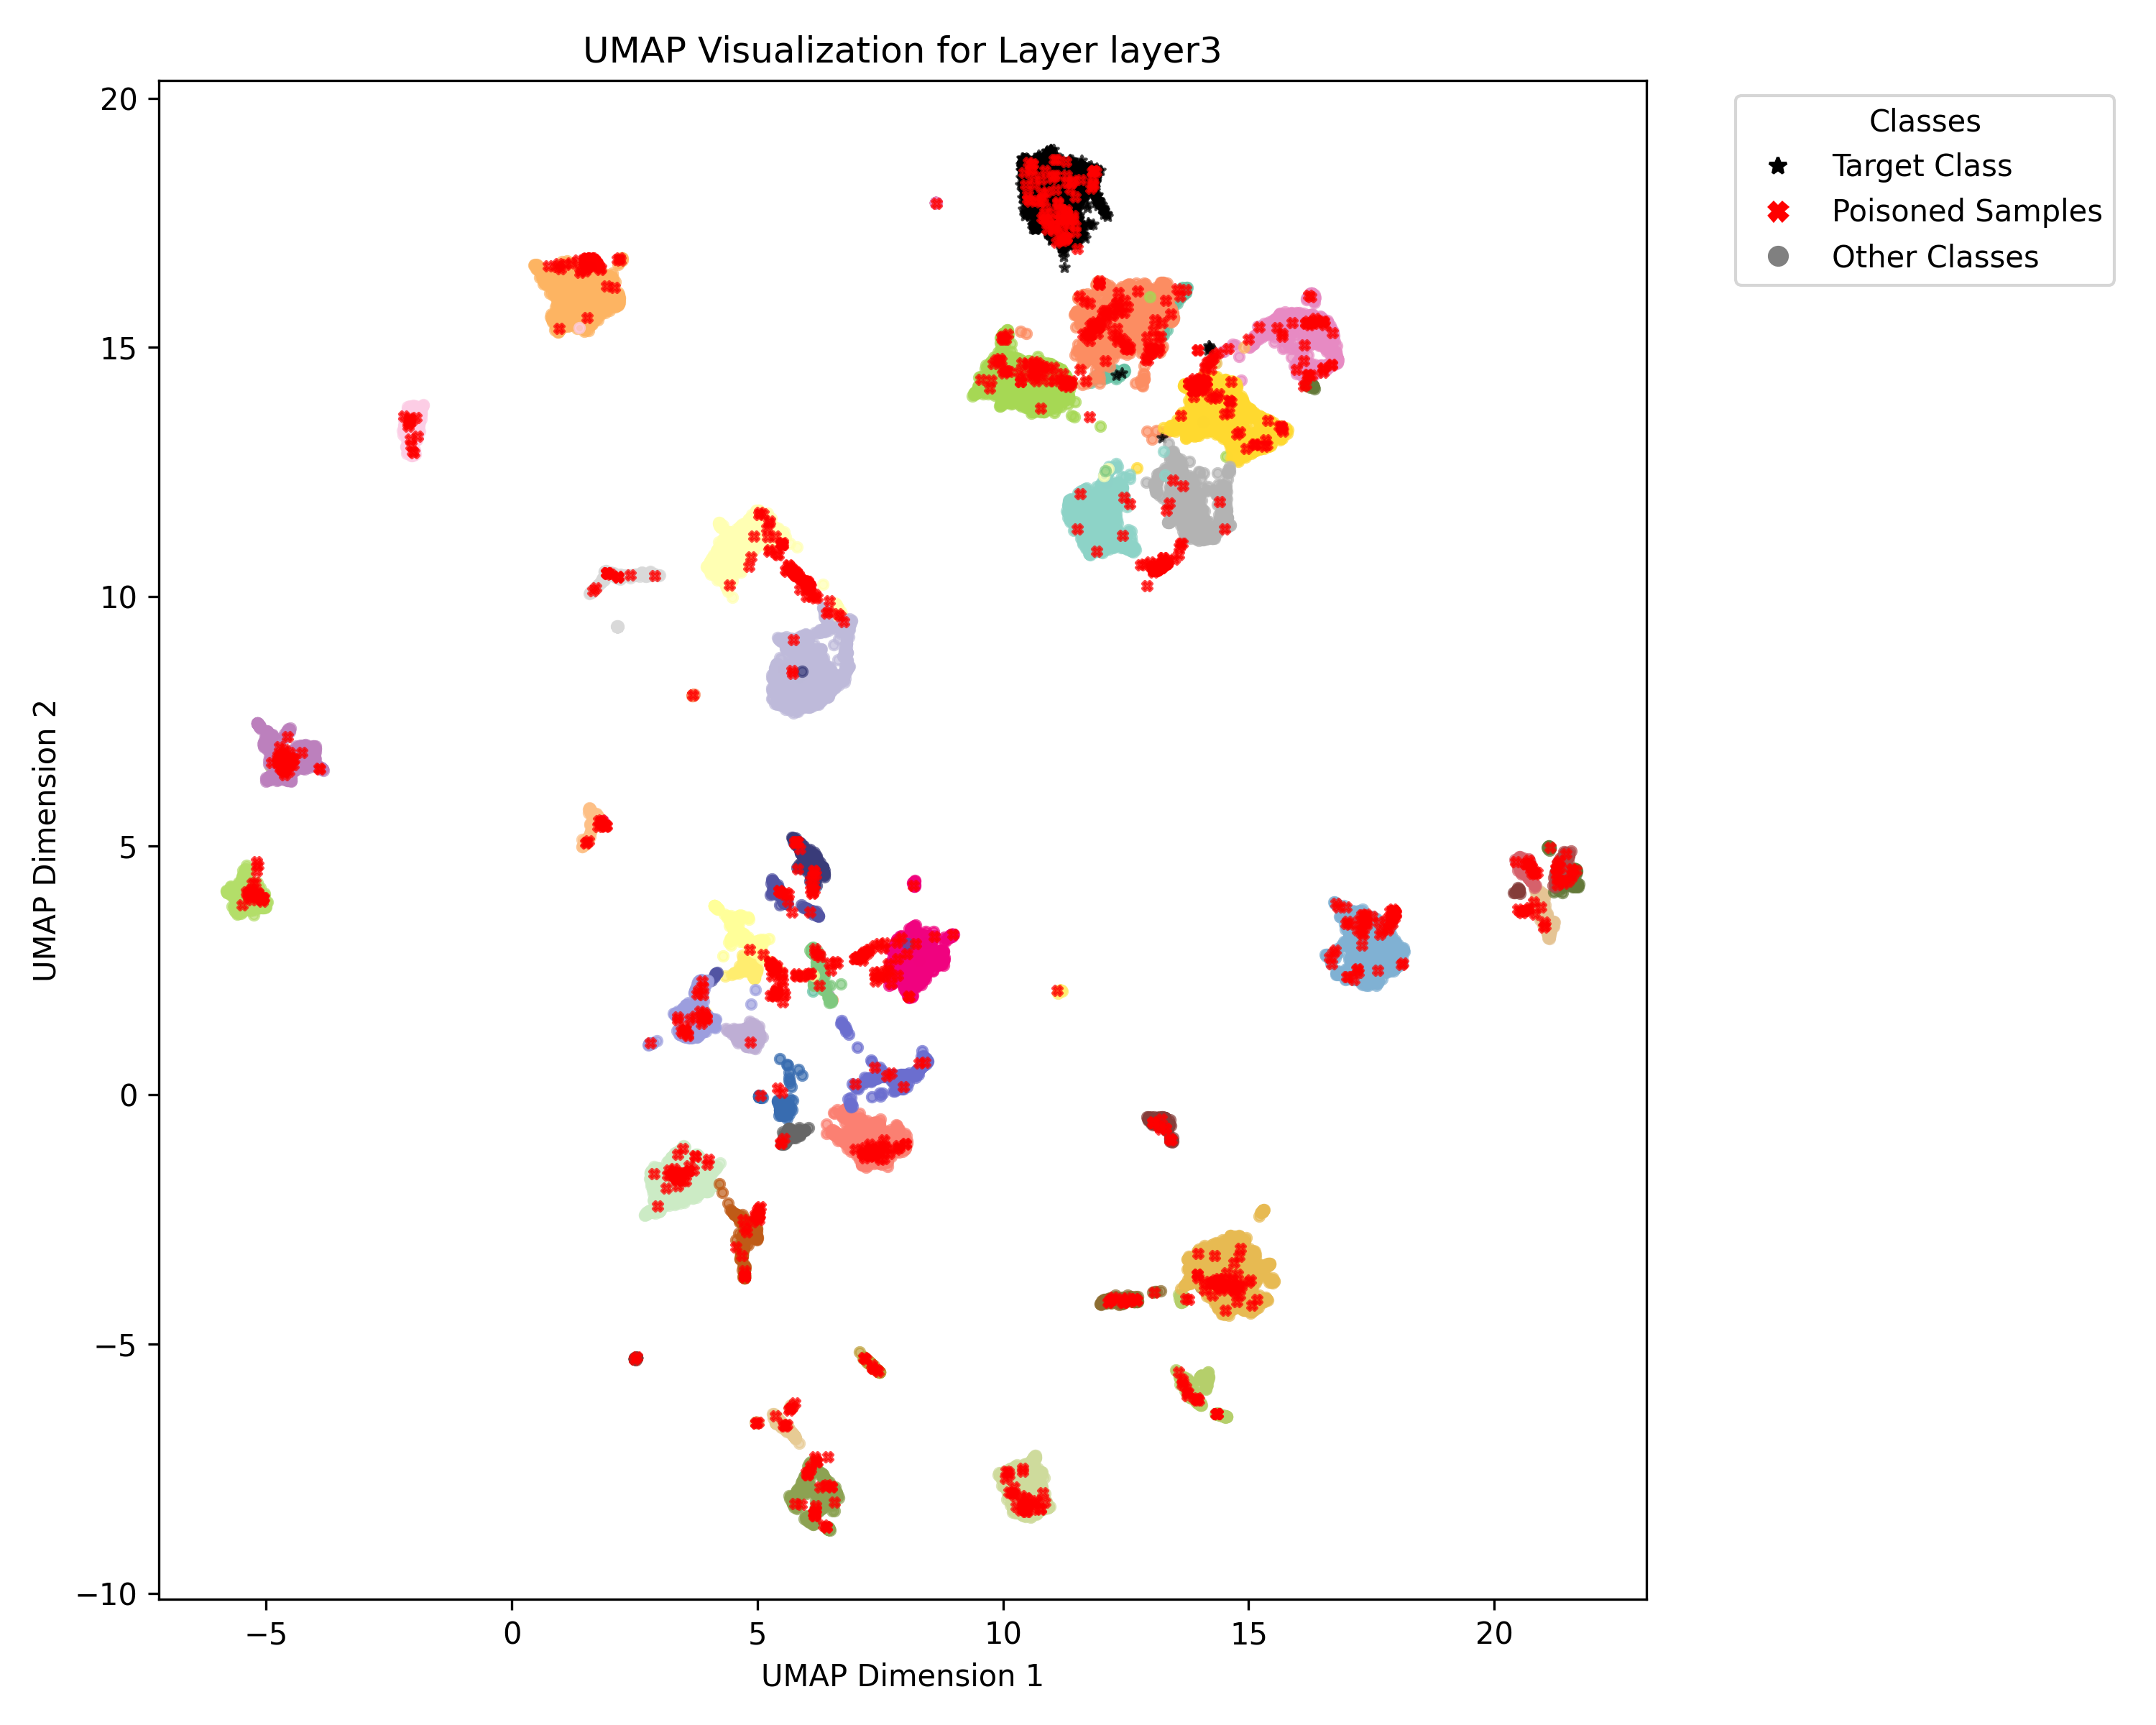 UMAP Visualization for Layer layer3
20
15
10
5
0
−5
−10
UMAP Dimension 2
−5
0
5
10
15
20
UMAP Dimension 1
Classes
Target Class
Poisoned Samples
Other Classes